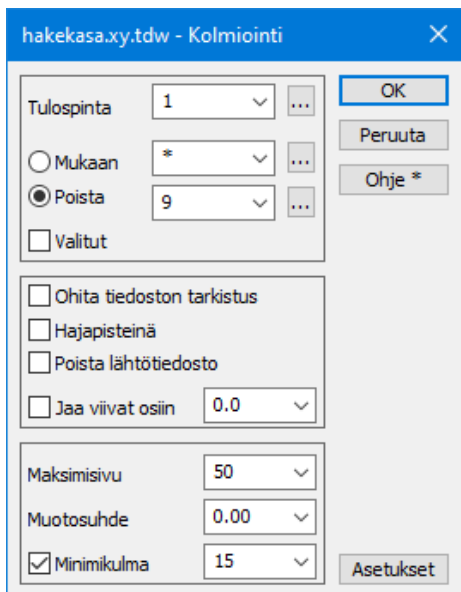 hakekasa.xy.tdw - Kolmiointi
Tulospinta 1 ...
OK
Peruuta
Mukaan * ...
Ohje *
Poista 9 ...
Valitut
Ohita tiedoston tarkistus
Hajapisteinä
Poista lähtötiedosto
Jaa viivat osiin 0.0
Maksimisivu 50
Muotosuhde 0.00
Minimikulma 15
Asetukset